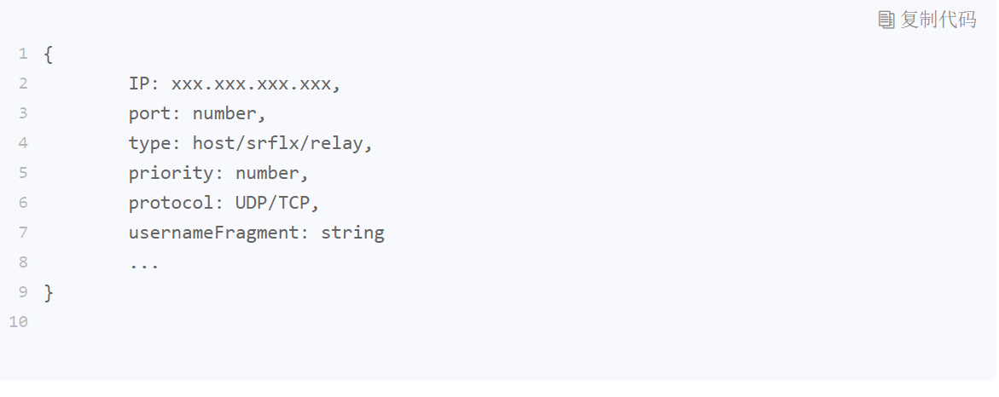 复制代码
1 {
2 IP: xxx.xxx.xxx.xxx,
3 port: number,
4 type: host/srflx/relay,
5 priority: number,
6 protocol: UDP/TCP,
7 usernameFragment: string
8 ...
9 }
10